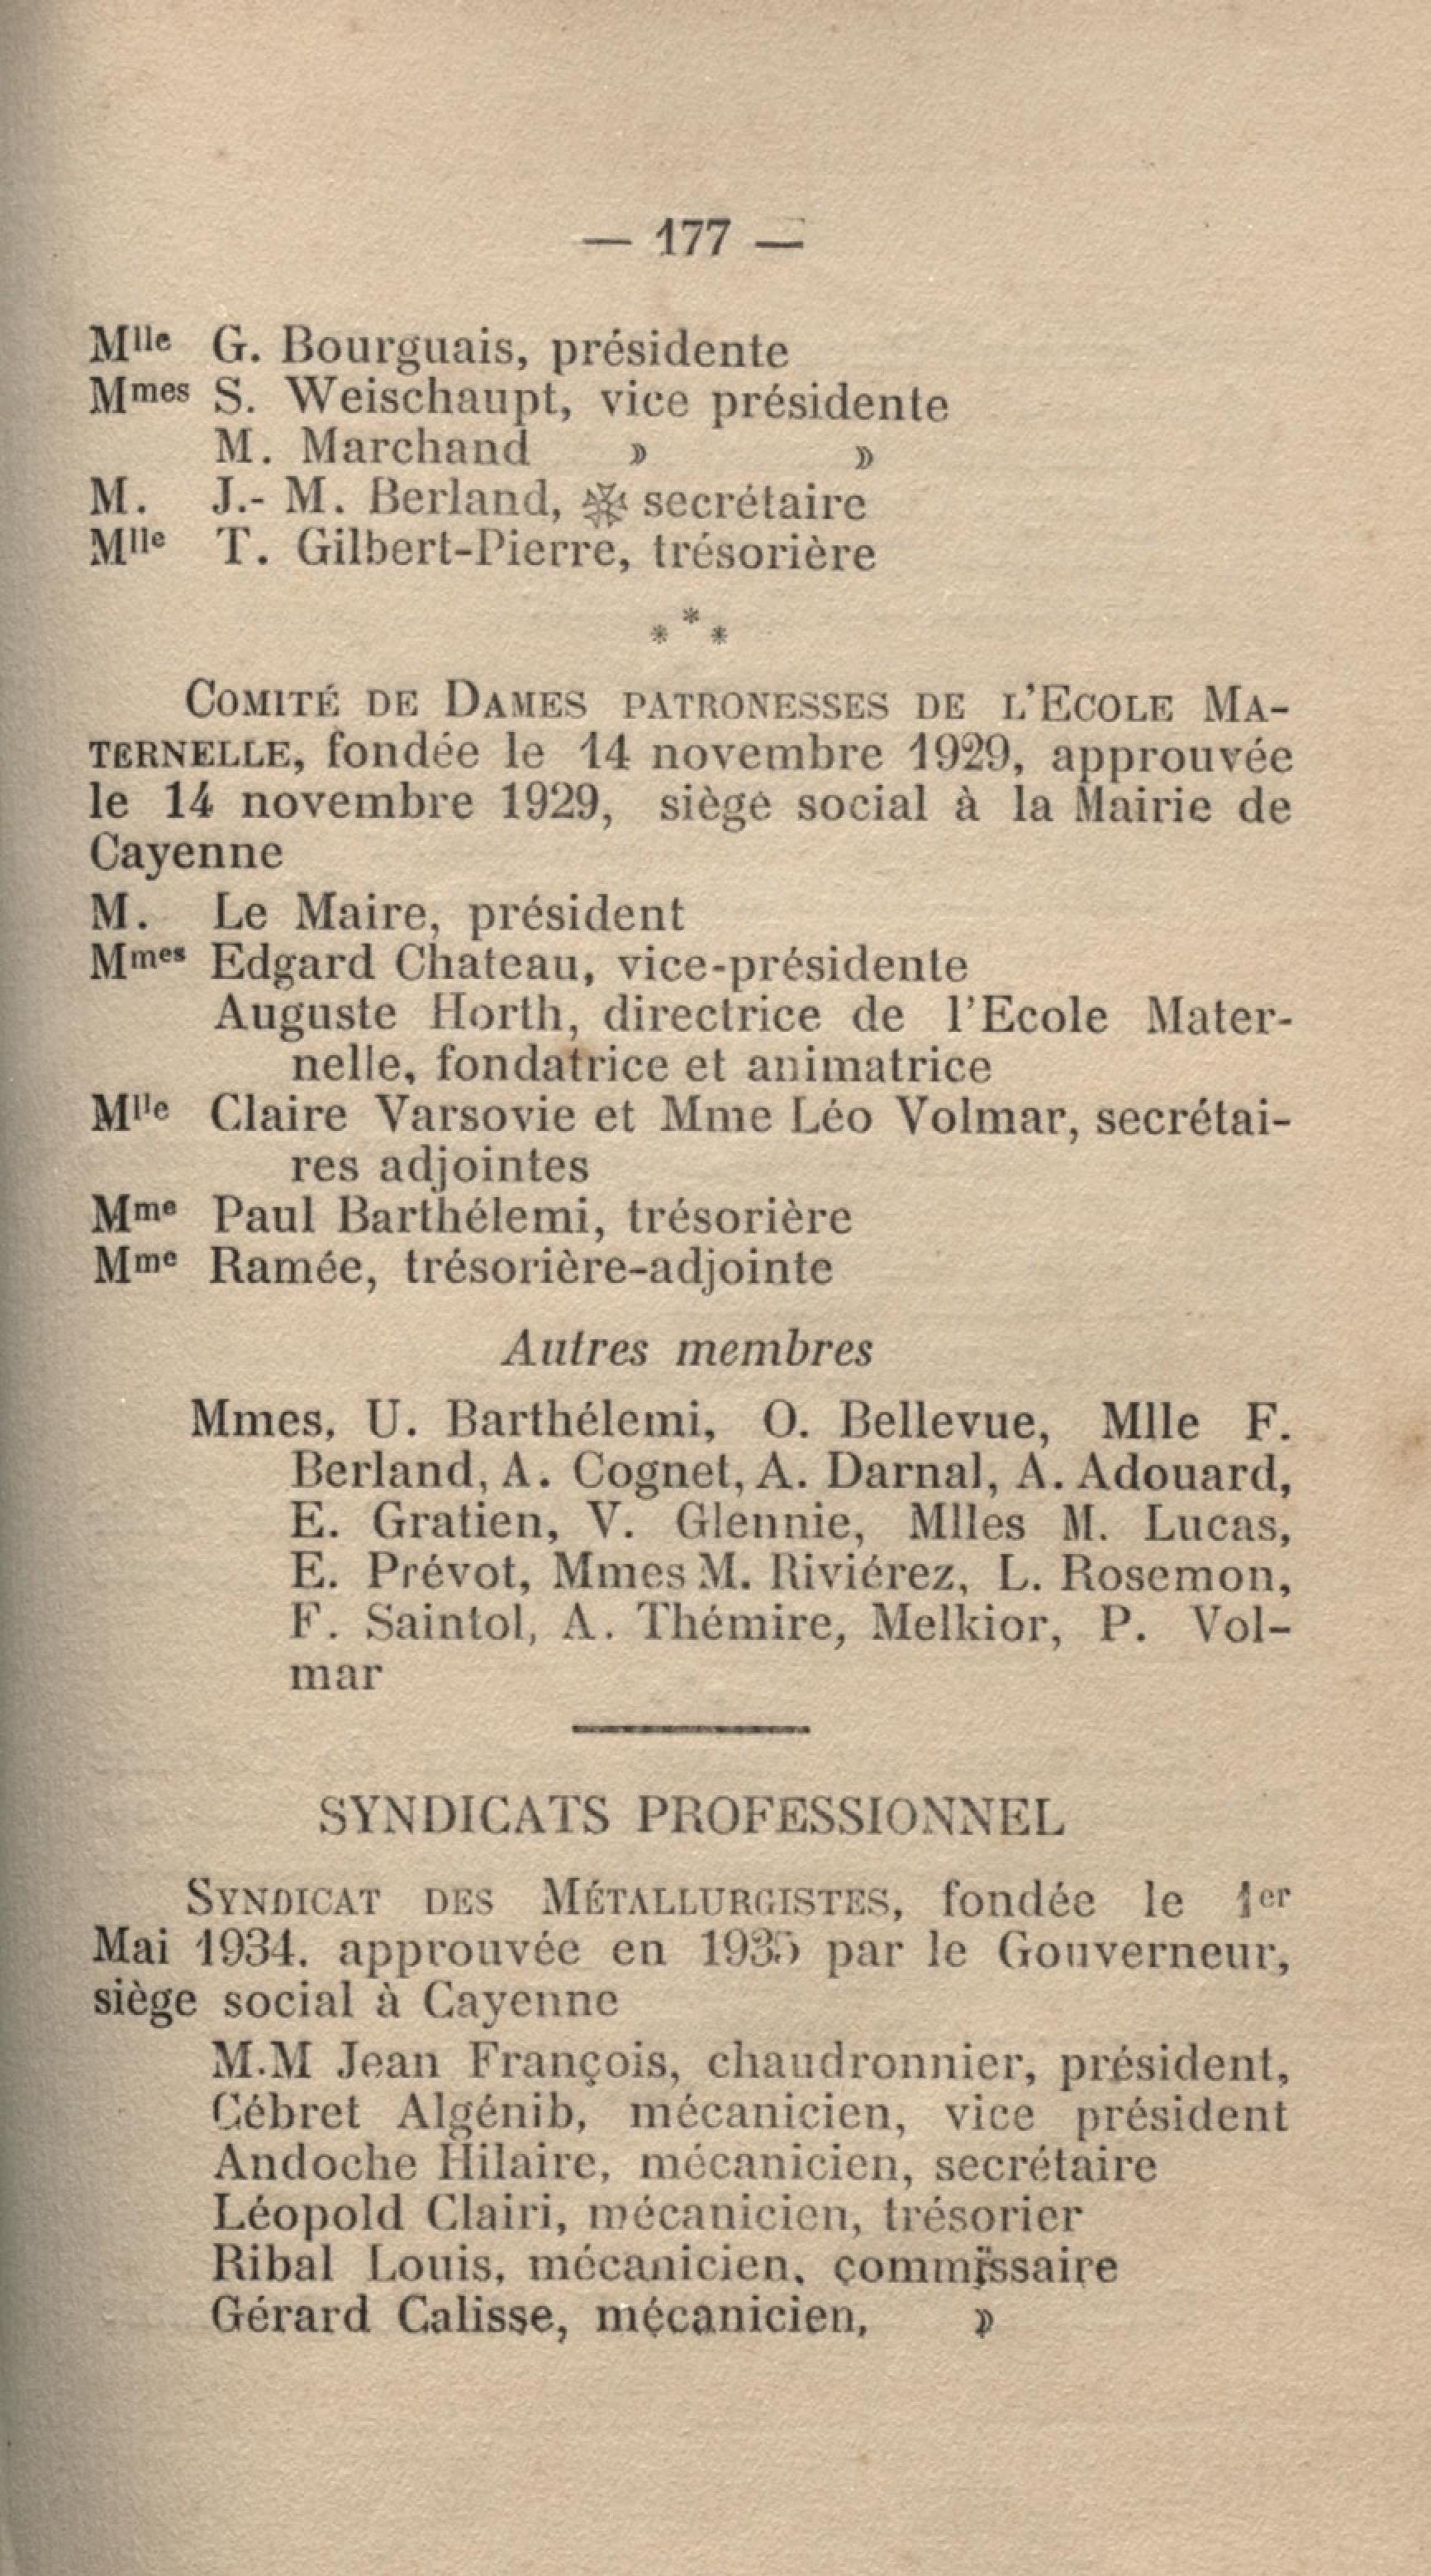 — 177 —
Mlle G. Bourguais, présidente
Mmes S. Weischaupt, vice présidente
M. Marchand » »
M. J.- M. Berland, ✠ secrétaire
Mlle T. Gilbert-Pierre, trésorière
* * *
COMITÉ DE DAMES PATRONESSES DE L'ECOLE MA-
TERNELLE, fondée le 14 novembre 1929, approuvée
le 14 novembre 1929, siège social à la Mairie de
Cayenne
M. Le Maire, président
Mmes Edgard Chateau, vice-présidente
Auguste Horth, directrice de l'Ecole Mater-
nelle, fondatrice et animatrice
Mlle Claire Varsovie et Mme Léo Volmar, secrétai-
res adjointes
Mme Paul Barthélemi, trésorière
Mme Ramée, trésorière-adjointe
Autres membres
Mmes, U. Barthélemi, O. Bellevue, Mlle F.
Berland, A. Cognet, A. Darnal, A. Adouard,
E. Gratien, V. Glennie, Mlles M. Lucas,
E. Prévot, Mmes M. Riviérez, L. Rosemon,
F. Saintol, A. Thémire, Melkior, P. Vol-
mar
SYNDICATS PROFESSIONNEL
SYNDICAT DES MÉTALLURGISTES, fondée le 1er
Mai 1934. approuvée en 1935 par le Gouverneur,
siège social à Cayenne
M.M Jean François, chaudronnier, président,
Cébret Algénib, mécanicien, vice président
Andoche Hilaire, mécanicien, secrétaire
Léopold Clairi, mécanicien, trésorier
Ribal Louis, mécanicien. commissaire
Gérard Calisse, mécanicien, »